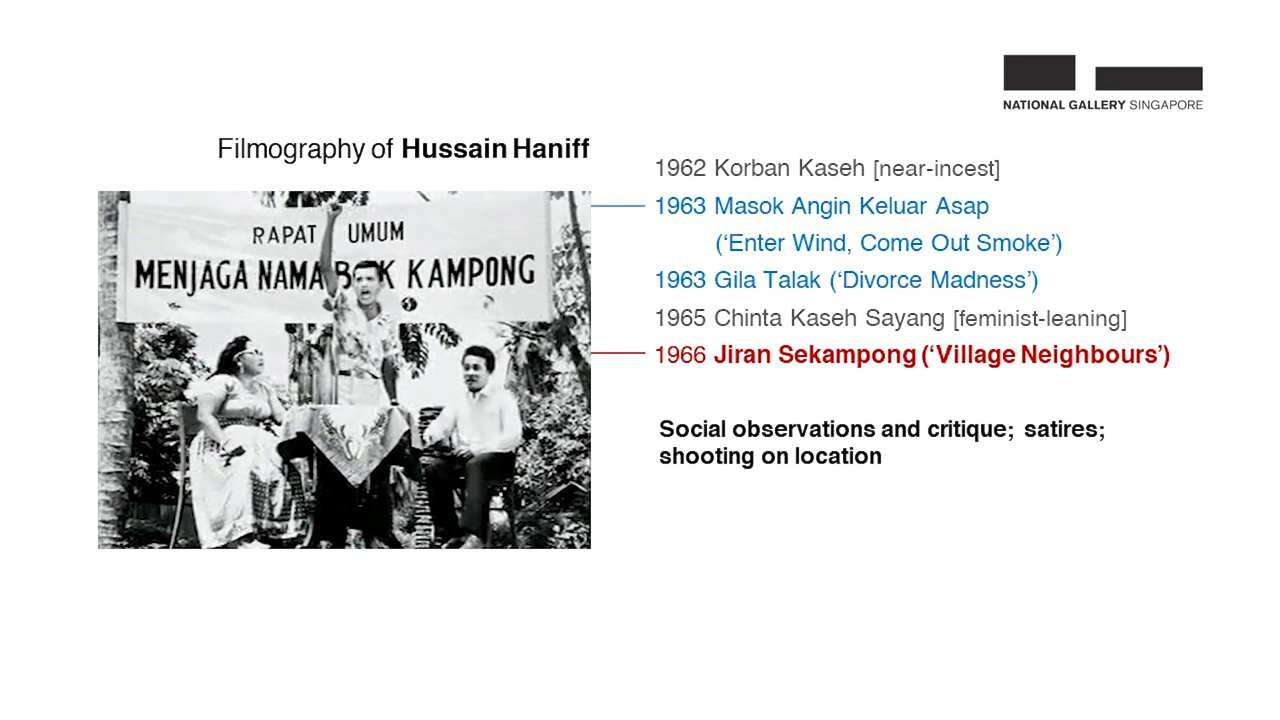 NATIONAL GALLERY SINGAPORE
Filmography of Hussain Haniff
RAPAT UMUM
MENJAGA NAMA KAMPONG
1962 Korban Kaseh [near-incest]
1963 Masok Angin Keluar Asap
(‘Enter Wind, Come Out Smoke’)
1963 Gila Talak (‘Divorce Madness’)
1965 Chinta Kaseh Sayang [feminist-leaning]
1966 Jiran Sekampong (‘Village Neighbours’)
Social observations and critique; satires;
shooting on location